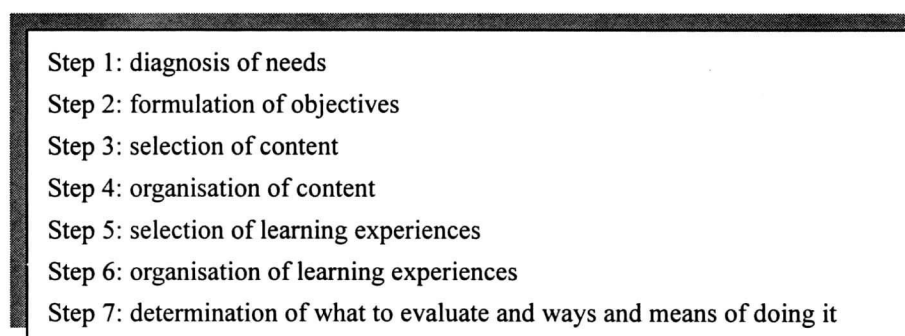 Step 1: diagnosis of needs
Step 2: formulation of objectives
Step 3: selection of content
Step 4: organisation of content
Step 5: selection of learning experiences
Step 6: organisation of learning experiences
Step 7: determination of what to evaluate and ways and means of doing it